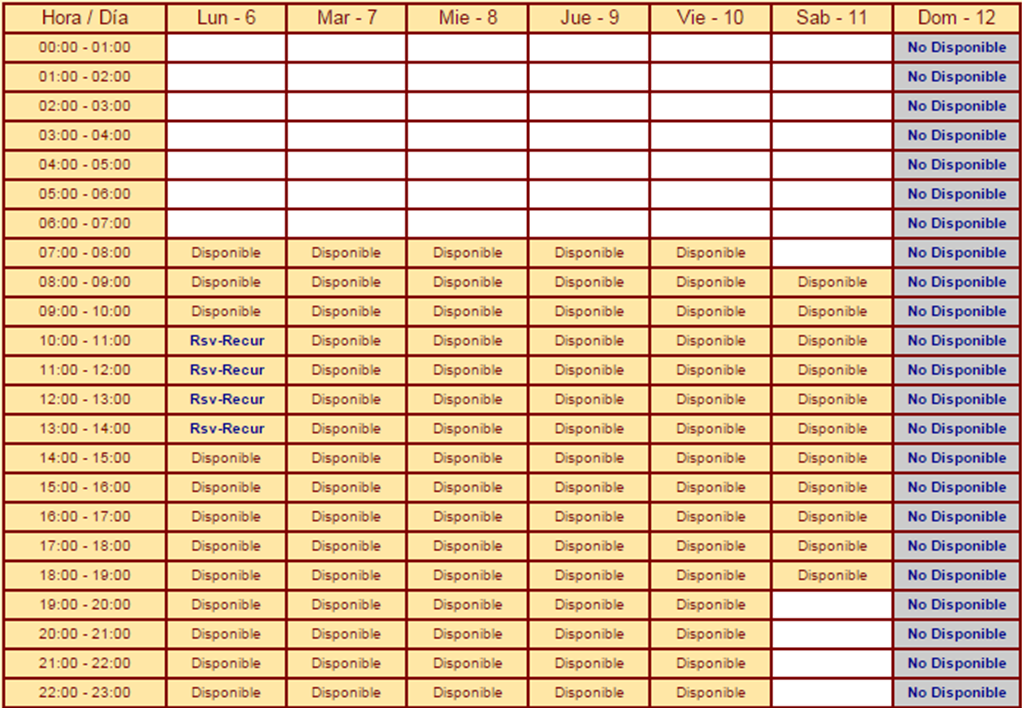 Hora / Día Lun - 6 Mar - 7 Mie - 8 Jue - 9 Vie - 10 Sab - 11 Dom - 12
00:00 - 01:00 No Disponible
01:00 - 02:00 No Disponible
02:00 - 03:00 No Disponible
03:00 - 04:00 No Disponible
04:00 - 05:00 No Disponible
05:00 - 06:00 No Disponible
06:00 - 07:00 No Disponible
07:00 - 08:00 Disponible Disponible Disponible Disponible Disponible No Disponible
08:00 - 09:00 Disponible Disponible Disponible Disponible Disponible Disponible No Disponible
09:00 - 10:00 Disponible Disponible Disponible Disponible Disponible Disponible No Disponible
10:00 - 11:00 Rsv-Recur Disponible Disponible Disponible Disponible Disponible No Disponible
11:00 - 12:00 Rsv-Recur Disponible Disponible Disponible Disponible Disponible No Disponible
12:00 - 13:00 Rsv-Recur Disponible Disponible Disponible Disponible Disponible No Disponible
13:00 - 14:00 Rsv-Recur Disponible Disponible Disponible Disponible Disponible No Disponible
14:00 - 15:00 Disponible Disponible Disponible Disponible Disponible Disponible No Disponible
15:00 - 16:00 Disponible Disponible Disponible Disponible Disponible Disponible No Disponible
16:00 - 17:00 Disponible Disponible Disponible Disponible Disponible Disponible No Disponible
17:00 - 18:00 Disponible Disponible Disponible Disponible Disponible Disponible No Disponible
18:00 - 19:00 Disponible Disponible Disponible Disponible Disponible Disponible No Disponible
19:00 - 20:00 Disponible Disponible Disponible Disponible Disponible No Disponible
20:00 - 21:00 Disponible Disponible Disponible Disponible Disponible No Disponible
21:00 - 22:00 Disponible Disponible Disponible Disponible Disponible No Disponible
22:00 - 23:00 Disponible Disponible Disponible Disponible Disponible No Disponible